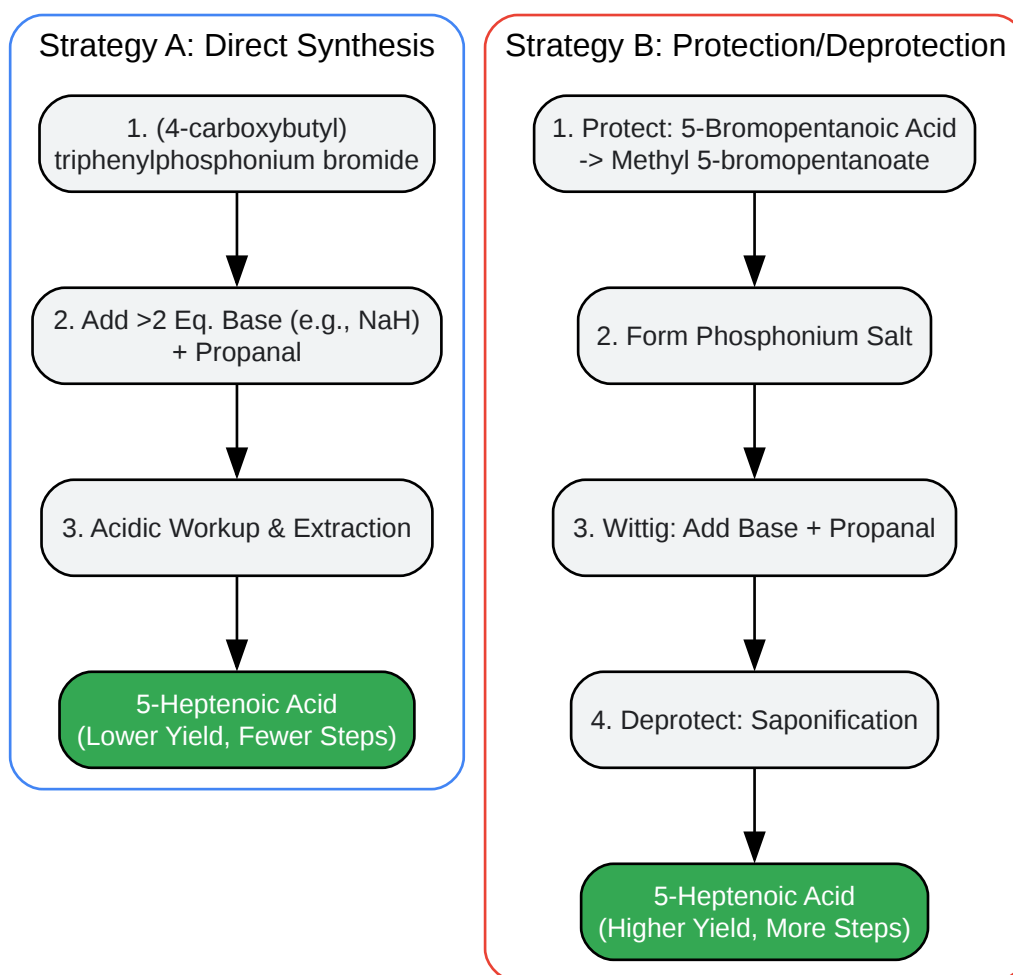 Strategy A: Direct Synthesis
1. (4-carboxybutyl)
triphenylphosphonium bromide
2. Add >2 Eq. Base (e.g., NaH)
+ Propanal
3. Acidic Workup & Extraction
5-Heptenoic Acid
(Lower Yield, Fewer Steps)
Strategy B: Protection/Deprotection
1. Protect: 5-Bromopentanoic Acid
-> Methyl 5-bromopentanoate
2. Form Phosphonium Salt
3. Wittig: Add Base + Propanal
4. Deprotect: Saponification
5-Heptenoic Acid
(Higher Yield, More Steps)